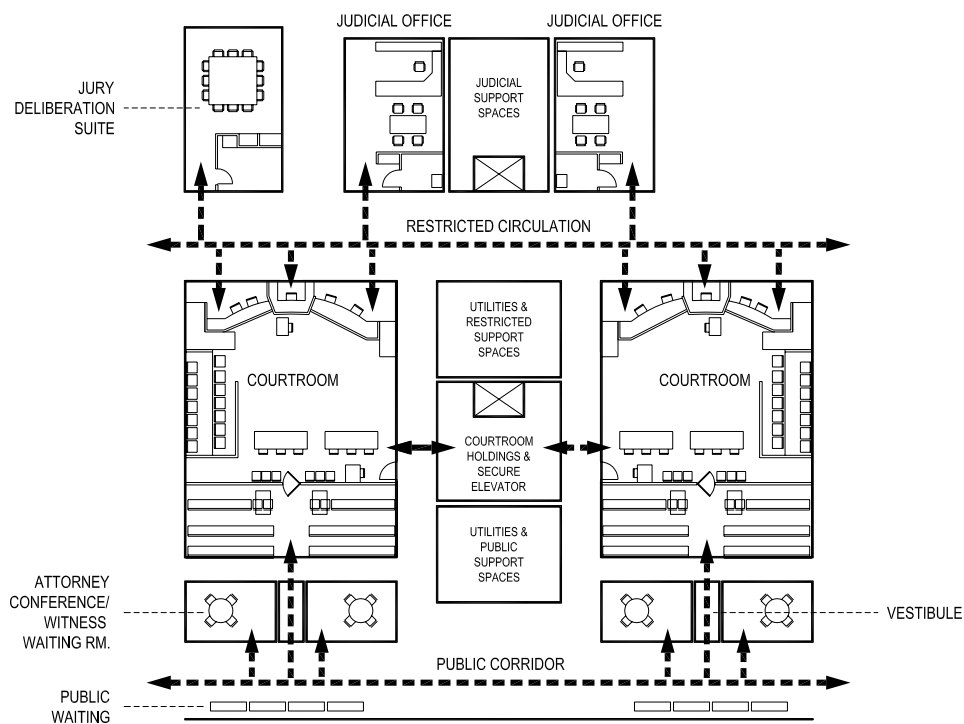 JUDICIAL OFFICE
JUDICIAL OFFICE
JURY
DELIBERATION
SUITE
JUDICIAL
SUPPORT
SPACES
RESTRICTED CIRCULATION
COURTROOM
UTILITIES &
RESTRICTED
SUPPORT
SPACES
COURTROOM
COURTROOM
HOLDINGS &
SECURE
ELEVATOR
UTILITIES &
PUBLIC
SUPPORT
SPACES
ATTORNEY
CONFERENCE/
WITNESS
WAITING RM.
VESTIBULE
PUBLIC CORRIDOR
PUBLIC
WAITING